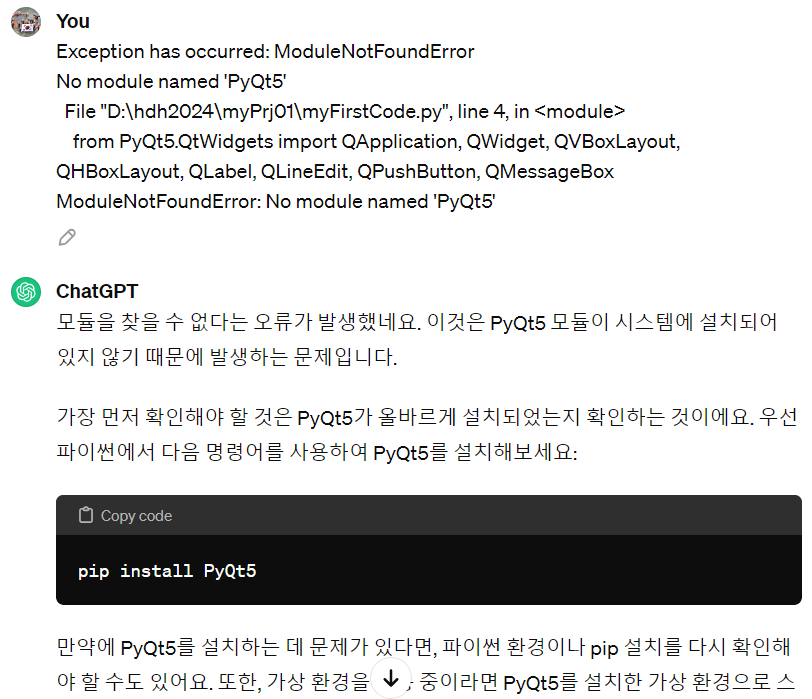 You
Exception has occurred: ModuleNotFoundError
No module named 'PyQt5'
File "D:\hdh2024\myPrj01\myFirstCode.py", line 4, in <module>
from PyQt5.QtWidgets import QApplication, QWidget, QVBoxLayout,
QHBoxLayout, QLabel, QLineEdit, QPushButton, QMessageBox
ModuleNotFoundError: No module named 'PyQt5'
ChatGPT
모듈을 찾을 수 없다는 오류가 발생했네요. 이것은 PyQt5 모듈이 시스템에 설치되어
있지 않기 때문에 발생하는 문제입니다.
가장 먼저 확인해야 할 것은 PyQt5가 올바르게 설치되었는지 확인하는 것이에요. 우선
파이썬에서 다음 명령어를 사용하여 PyQt5를 설치해보세요:
Copy code
pip install PyQt5
만약에 PyQt5를 설치하는 데 문제가 있다면, 파이썬 환경이나 pip 설치를 다시 확인해
야 할 수도 있어요. 또한, 가상 환경을 중이라면 PyQt5를 설치한 가상 환경으로 스